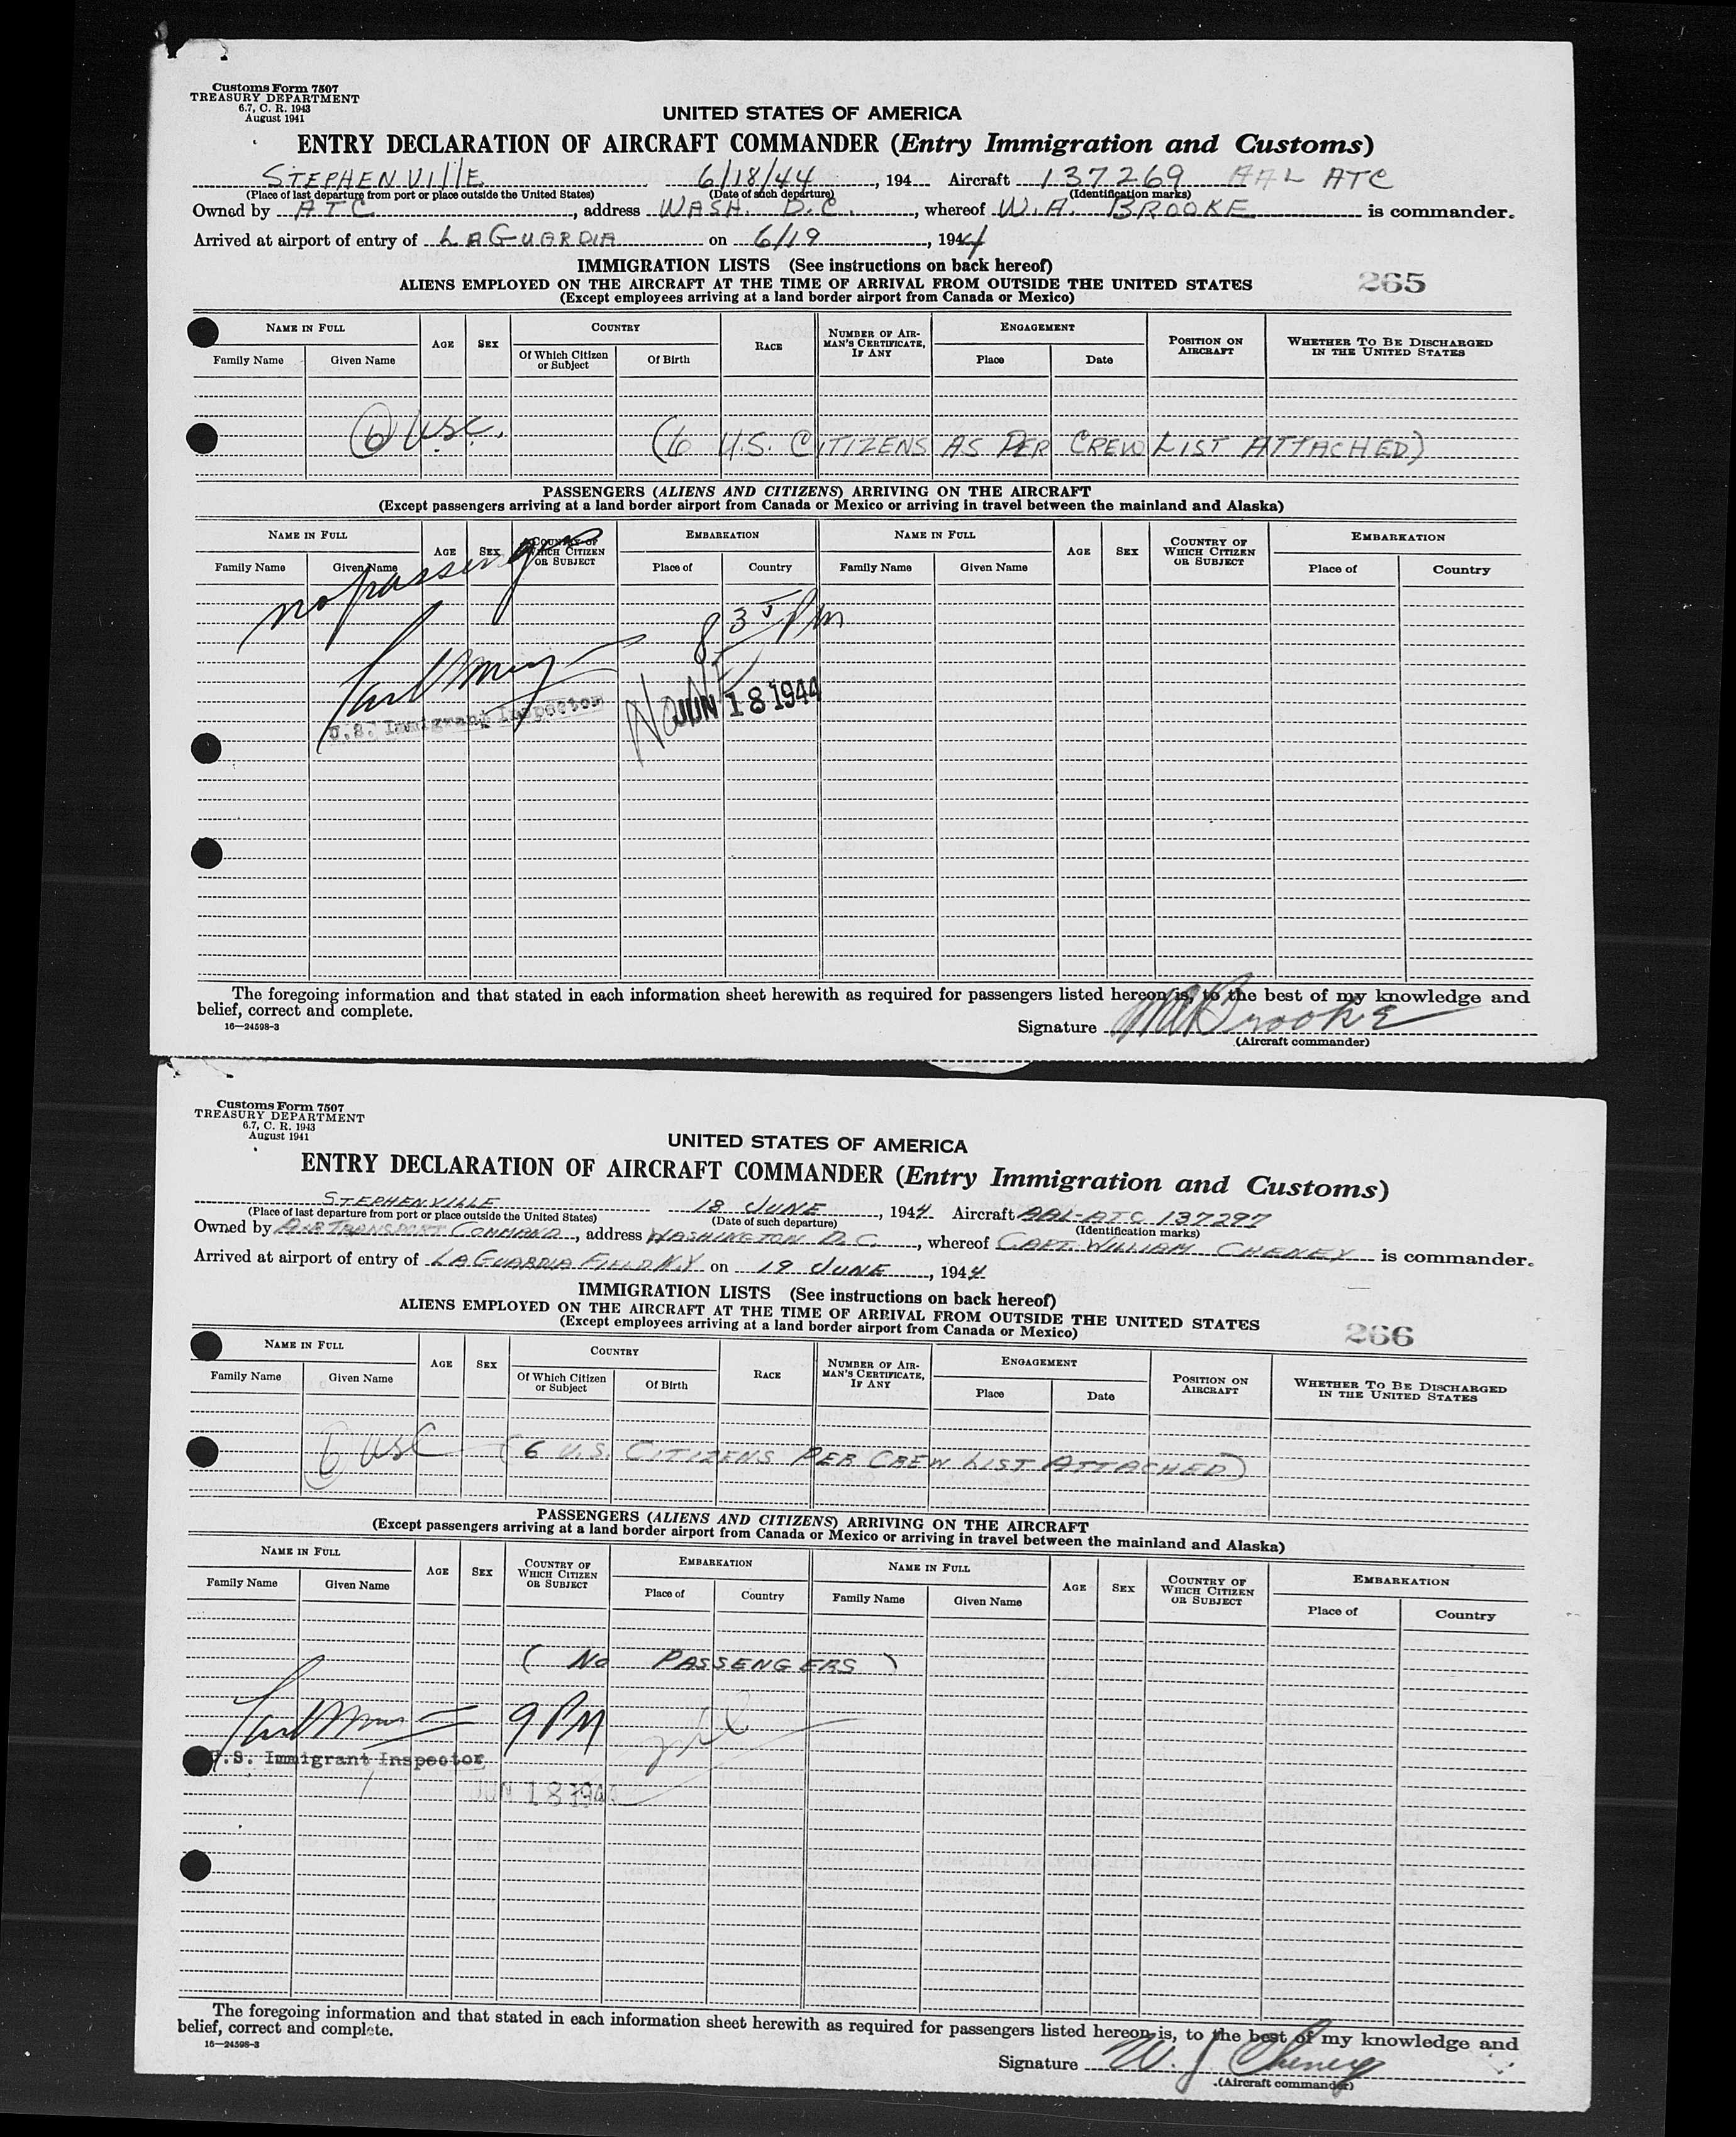 Customs Form 7507
TREASURY DEPARTMENT
6.7, C. R. 1943
August 1941
UNITED STATES OF AMERICA
ENTRY DECLARATION OF AIRCRAFT COMMANDER (Entry Immigration and Customs)
STEPHENVILLE 6/18/44, 194 Aircraft 137269 AAL ATC
(Place of last departure from port or place outside the United States) (Date of such departure) (Identification marks)
Owned by ATC, address WASH. D.C., whereof W.A. BROOKE is commander.
Arrived at airport of entry of LAGUARDIA on 6/19, 1944
IMMIGRATION LISTS (See instructions on back hereof)
ALIENS EMPLOYED ON THE AIRCRAFT AT THE TIME OF ARRIVAL FROM OUTSIDE THE UNITED STATES
265
(Except employees arriving at a land border airport from Canada or Mexico)
NAME IN FULL AGE SEX COUNTRY RACE NUMBER OF AIRMAN'S CERTIFICATE, IF ANY ENGAGEMENT POSITION ON AIRCRAFT WHETHER TO BE DISCHARGED IN THE UNITED STATES
Family Name Given Name Of Which Citizen or Subject Of Birth Place Date
6 USC. (6 U.S. CITIZENS AS PER CREW LIST ATTACHED)
PASSENGERS (ALIENS AND CITIZENS) ARRIVING ON THE AIRCRAFT
(Except passengers arriving at a land border airport from Canada or Mexico or arriving in travel between the mainland and Alaska)
NAME IN FULL AGE SEX COUNTRY OF WHICH CITIZEN OR SUBJECT EMBARKATION NAME IN FULL AGE SEX COUNTRY OF WHICH CITIZEN OR SUBJECT EMBARKATION
Family Name Given Name Place of Country Family Name Given Name Place of Country
no passenger
8 35 PM
NONE
JUN 18 1944
U.S. Immigrant Inspector
The foregoing information and that stated in each information sheet herewith as required for passengers listed hereon is, to the best of my knowledge and
belief, correct and complete.
16—24598-3
Signature WABrooke
(Aircraft commander)
Customs Form 7507
TREASURY DEPARTMENT
6.7, C. R. 1943
August 1941
UNITED STATES OF AMERICA
ENTRY DECLARATION OF AIRCRAFT COMMANDER (Entry Immigration and Customs)
STEPHENVILLE 18 JUNE, 1944 Aircraft AAL-ATC 137297
(Place of last departure from port or place outside the United States) (Date of such departure) (Identification marks)
Owned by AIR TRANSPORT COMMAND, address WASHINGTON D.C., whereof CAPT. WILLIAM CHENEY is commander.
Arrived at airport of entry of LAGUARDIA FIELD N.Y on 19 JUNE, 1944
IMMIGRATION LISTS (See instructions on back hereof)
ALIENS EMPLOYED ON THE AIRCRAFT AT THE TIME OF ARRIVAL FROM OUTSIDE THE UNITED STATES
266
(Except employees arriving at a land border airport from Canada or Mexico)
NAME IN FULL AGE SEX COUNTRY RACE NUMBER OF AIRMAN'S CERTIFICATE, IF ANY ENGAGEMENT POSITION ON AIRCRAFT WHETHER TO BE DISCHARGED IN THE UNITED STATES
Family Name Given Name Of Which Citizen or Subject Of Birth Place Date
6 USC (6 U.S. CITIZENS PER CREW LIST ATTACHED)
PASSENGERS (ALIENS AND CITIZENS) ARRIVING ON THE AIRCRAFT
(Except passengers arriving at a land border airport from Canada or Mexico or arriving in travel between the mainland and Alaska)
NAME IN FULL AGE SEX COUNTRY OF WHICH CITIZEN OR SUBJECT EMBARKATION NAME IN FULL AGE SEX COUNTRY OF WHICH CITIZEN OR SUBJECT EMBARKATION
Family Name Given Name Place of Country Family Name Given Name Place of Country
( No PASSENGERS )
9 PM
U.S. Immigrant Inspector
JUN 18 1944
The foregoing information and that stated in each information sheet herewith as required for passengers listed hereon is, to the best of my knowledge and
belief, correct and complete.
16—24598-3
Signature W. J. Cheney
(Aircraft commander)